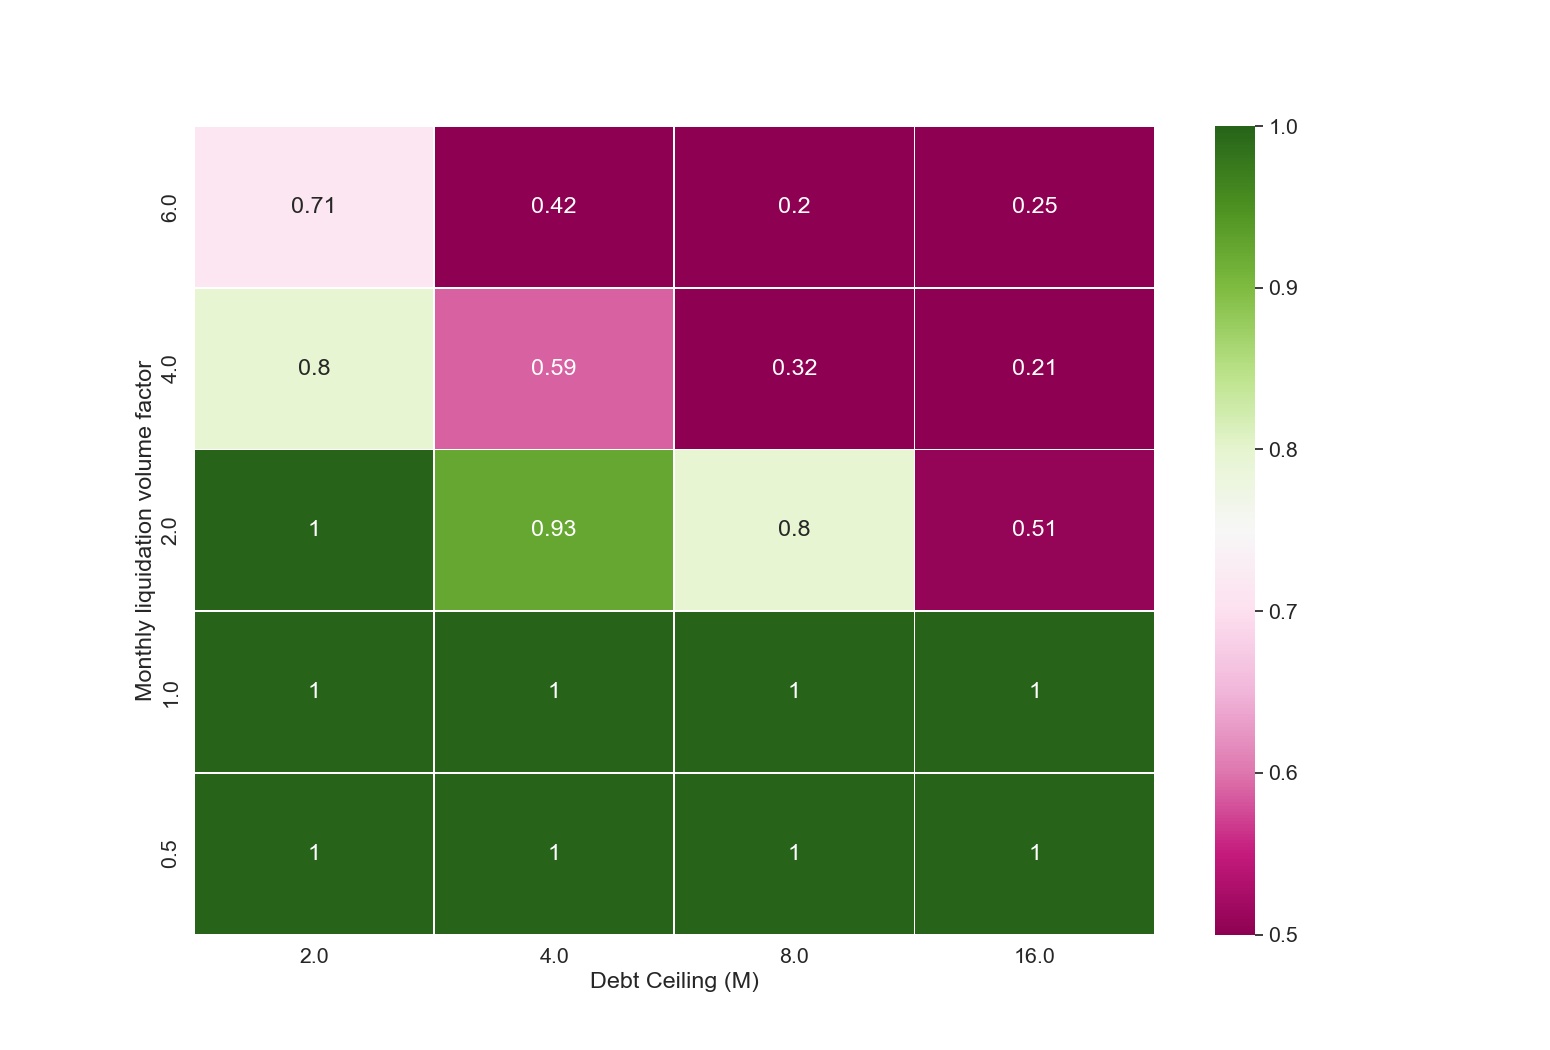 6.0 0.71 0.42 0.2 0.25
4.0 0.8 0.59 0.32 0.21
2.0 1 0.93 0.8 0.51
1.0 1 1 1 1
0.5 1 1 1 1
2.0 4.0 8.0 16.0
Debt Ceiling (M)
Monthly liquidation volume factor
1.0
0.9
0.8
0.7
0.6
0.5